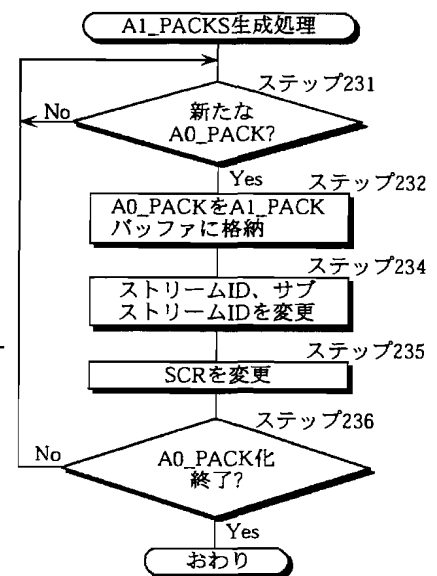 A1_PACKS生成処理
ステップ231
No
新たな
A0_PACK?
Yes
ステップ232
A0_PACKをA1_PACK
バッファに格納
ステップ234
ストリームID、サブ
ストリームIDを変更
ステップ235
SCRを変更
ステップ236
No
A0_PACK化
終了?
Yes
おわり